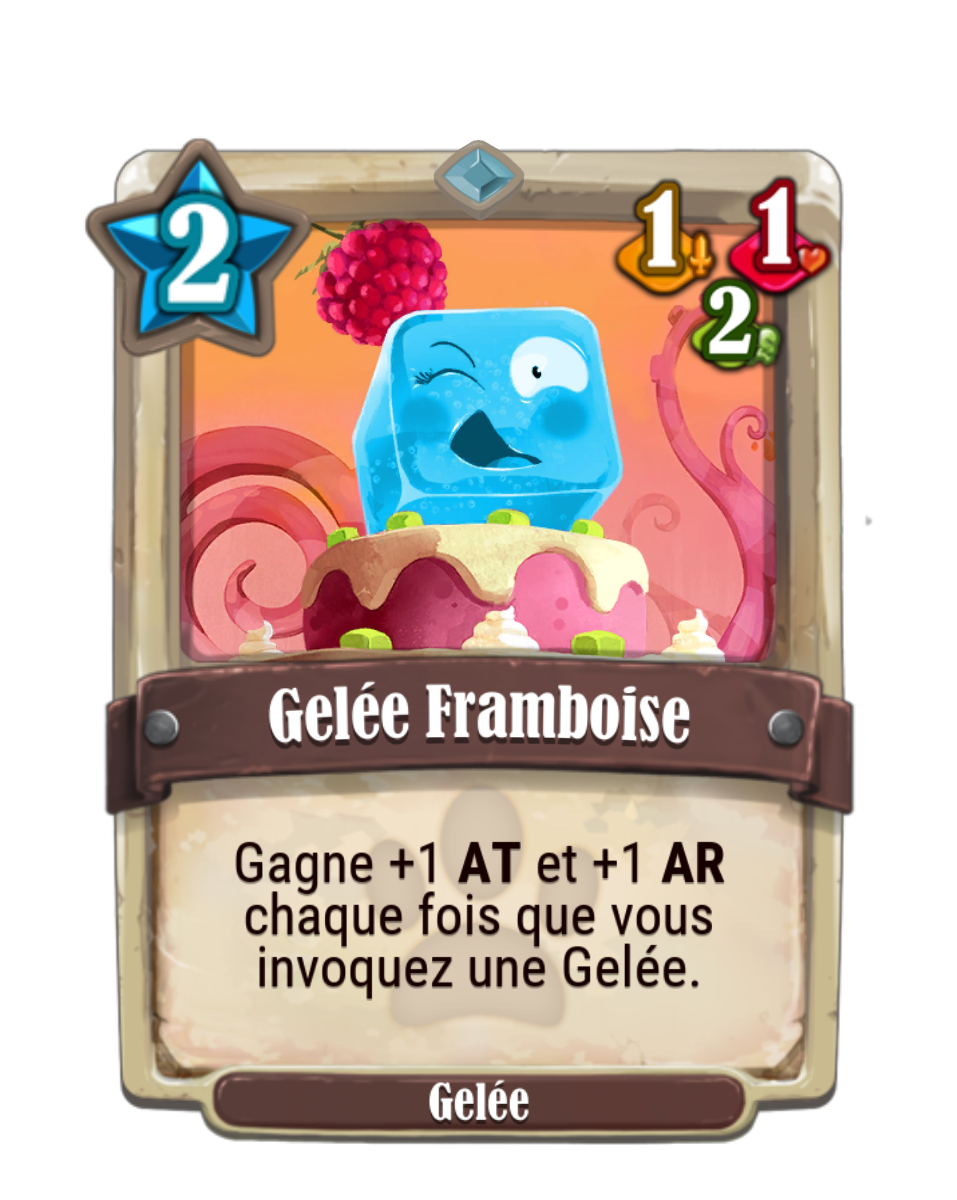 2
1 1
2
Gelée Framboise
Gagne +1 AT et +1 AR
chaque fois que vous
invoquez une Gelée.
Gelée